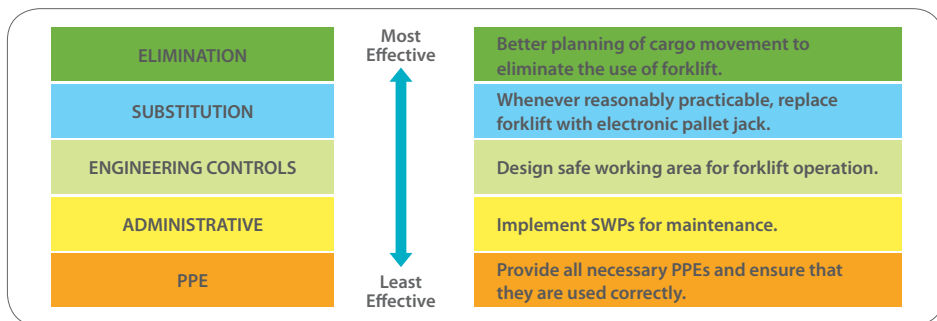 ELIMINATION
Most
Effective
Better planning of cargo movement to
eliminate the use of forklift.
SUBSTITUTION
Whenever reasonably practicable, replace
forklift with electronic pallet jack.
ENGINEERING CONTROLS
Design safe working area for forklift operation.
ADMINISTRATIVE
Implement SWPs for maintenance.
PPE
Least
Effective
Provide all necessary PPEs and ensure that
they are used correctly.